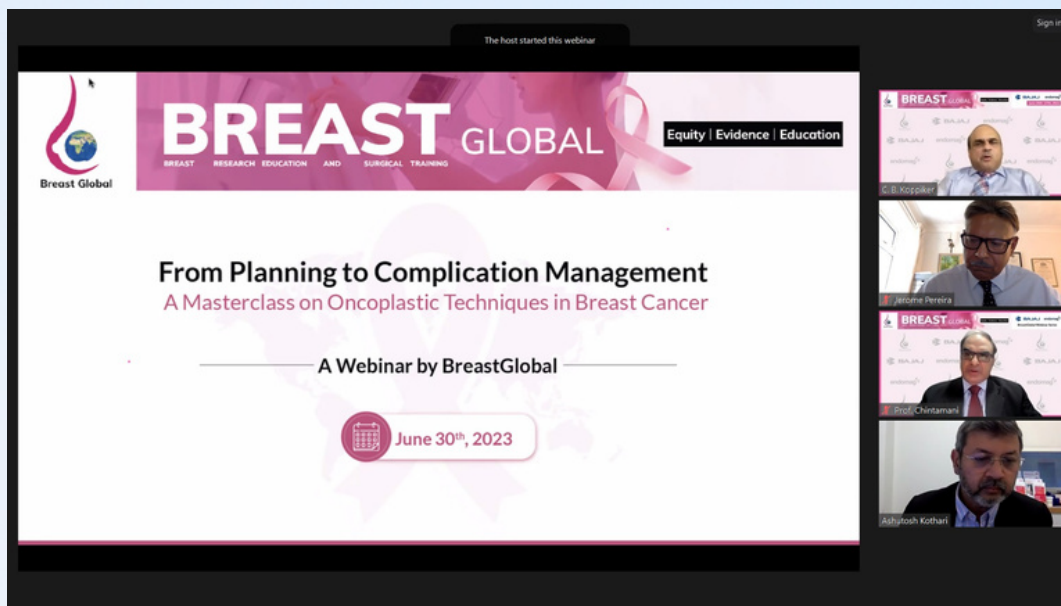 Sign in
The host started this webinar
BREAST GLOBAL
BREAST RESEARCH EDUCATION AND SURGICAL TRAINING
Equity | Evidence | Education
Breast Global
From Planning to Complication Management
A Masterclass on Oncoplastic Techniques in Breast Cancer
A Webinar by BreastGlobal
June 30th, 2023
BREAST GLOBAL
BAJAJ
C. B. Koppiker
Jerome Pereira
BREAST GLOBAL
BAJAJ
Prof. Chintamani
Ashutosh Kothari